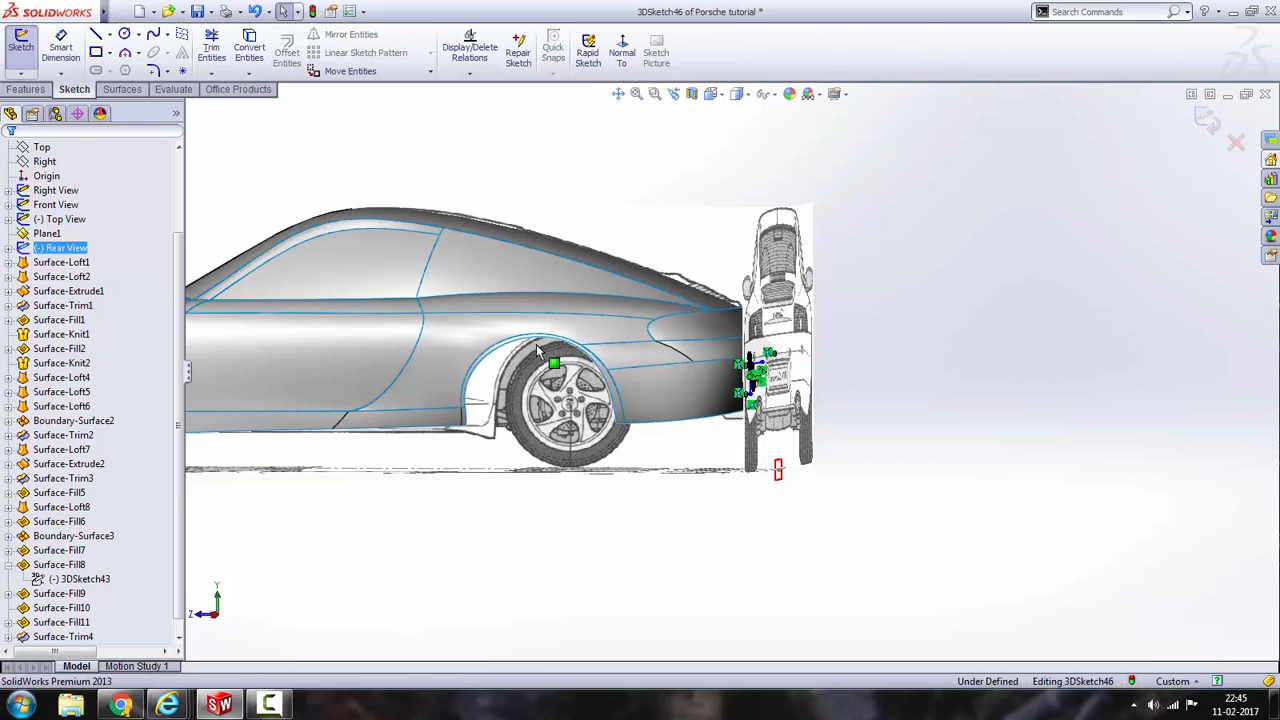 SOLIDWORKS
3DSketch46 of Porsche tutorial *
Search Commands
Sketch
Smart Dimension
Trim Entities
Convert Entities
Offset Entities
Mirror Entities
Linear Sketch Pattern
Move Entities
Display/Delete Relations
Repair Sketch
Quick Snaps
Rapid Sketch
Normal To
Sketch Picture
Features
Sketch
Surfaces
Evaluate
Office Products
Top
Right
Origin
Right View
Front View
(-) Top View
Plane1
(-) Rear View
Surface-Loft1
Surface-Loft2
Surface-Extrude1
Surface-Trim1
Surface-Fill1
Surface-Knit1
Surface-Fill2
Surface-Knit2
Surface-Loft4
Surface-Loft5
Surface-Loft6
Boundary-Surface2
Surface-Trim2
Surface-Loft7
Surface-Extrude2
Surface-Trim3
Surface-Fill5
Surface-Loft8
Surface-Fill6
Boundary-Surface3
Surface-Fill7
Surface-Fill8
(-) 3DSketch43
Surface-Fill9
Surface-Fill10
Surface-Fill11
Surface-Trim4
Y
Z
Model
Motion Study 1
SolidWorks Premium 2013
Under Defined
Editing 3DSketch46
Custom
22:45
11-02-2017